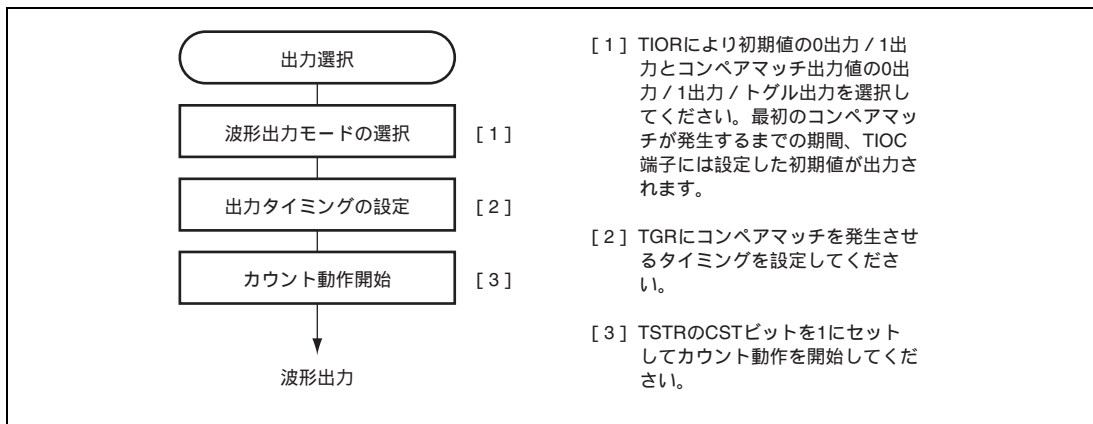 出力選択
波形出力モードの選択
[1]
出力タイミングの設定
[2]
カウント動作開始
[3]
波形出力
[1] TIORにより初期値の0出力 / 1出
力とコンペアマッチ出力値の0出
力 / 1出力 / トグル出力を選択し
てください。最初のコンペアマッ
チが発生するまでの期間、TIOC
端子には設定した初期値が出力さ
れます。
[2] TGRにコンペアマッチを発生させ
るタイミングを設定してくださ
い。
[3] TSTRのCSTビットを1にセット
してカウント動作を開始してくだ
さい。